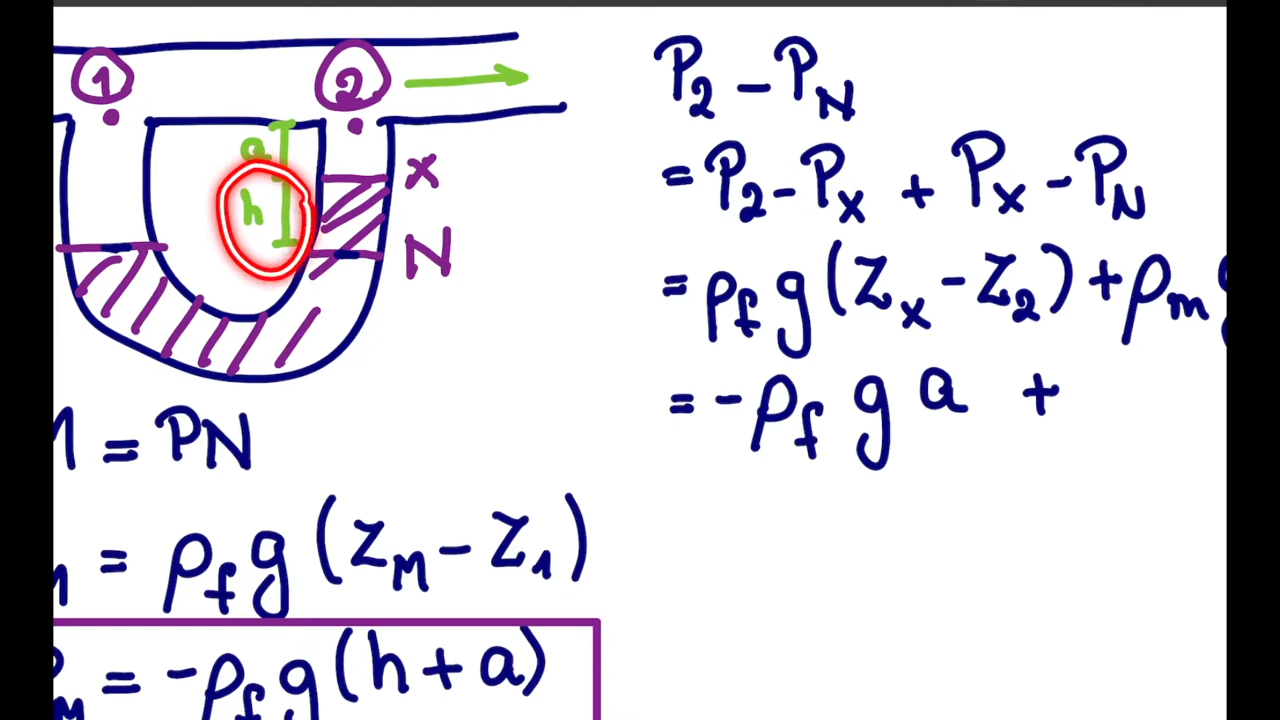 1
2
a
h
X
N
= PN
= ρf g (ZM - Z1)
M = -ρf g (h + a)
P2 - PN
= P2 - PX + PX - PN
= ρf g (ZX - Z2) + ρm
= -ρf g a +